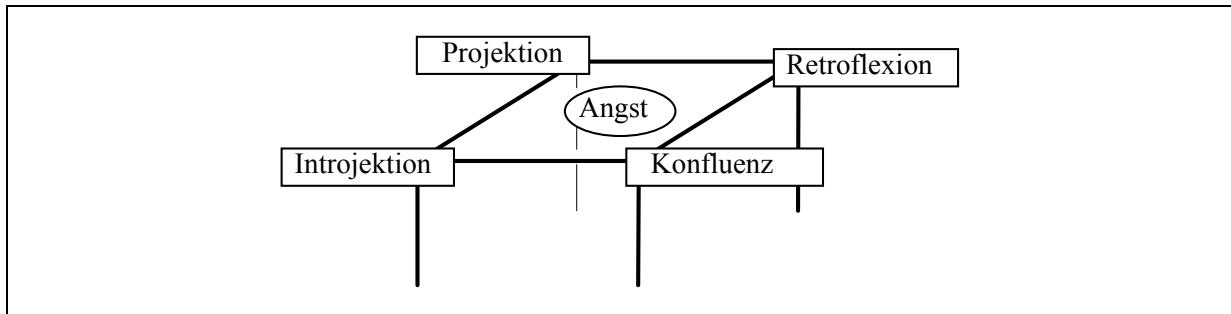 Projektion
Retroflexion
Angst
Introjektion
Konfluenz